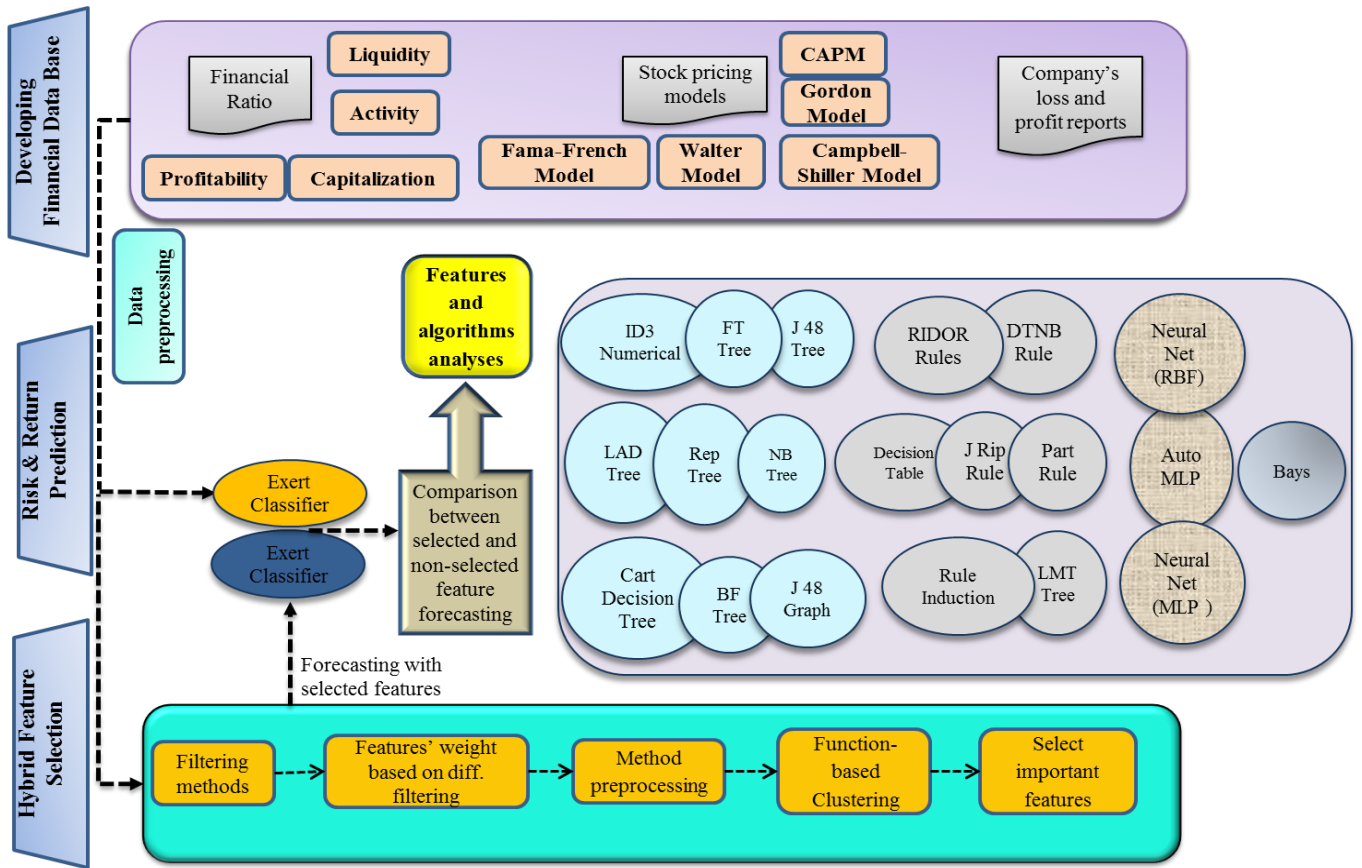 Developing
Financial Data Base
Financial
Ratio
Liquidity
Activity
Profitability
Capitalization
Stock pricing
models
CAPM
Gordon
Model
Fama-French
Model
Walter
Model
Campbell-
Shiller Model
Company's
loss and
profit reports
Data
preprocessing
Risk & Return
Prediction
Exert
Classifier
Exert
Classifier
Features
and
algorithms
analyses
Comparison
between
selected and
non-selected
feature
forecasting
ID3
Numerical
FT
Tree
J 48
Tree
RIDOR
Rules
DTNB
Rule
Neural
Net
(RBF)
LAD
Tree
Rep
Tree
NB
Tree
Decision
Table
J Rip
Rule
Part
Rule
Auto
MLP
Bays
Cart
Decision
Tree
BF
Tree
J 48
Graph
Rule
Induction
LMT
Tree
Neural
Net
(MLP )
Hybrid Feature
Selection
Forecasting with
selected features
Filtering
methods
Features' weight
based on diff.
filtering
Method
preprocessing
Function-
based
Clustering
Select
important
features